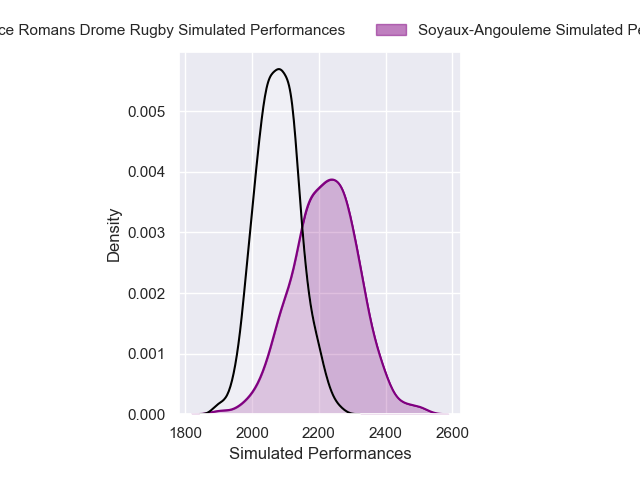 ce Romans Drome Rugby Simulated Performances
Soyaux-Angouleme Simulated Pe
0.005
0.004
0.003
0.002
0.001
0.000
Density
1800 2000 2200 2400 2600
Simulated Performances